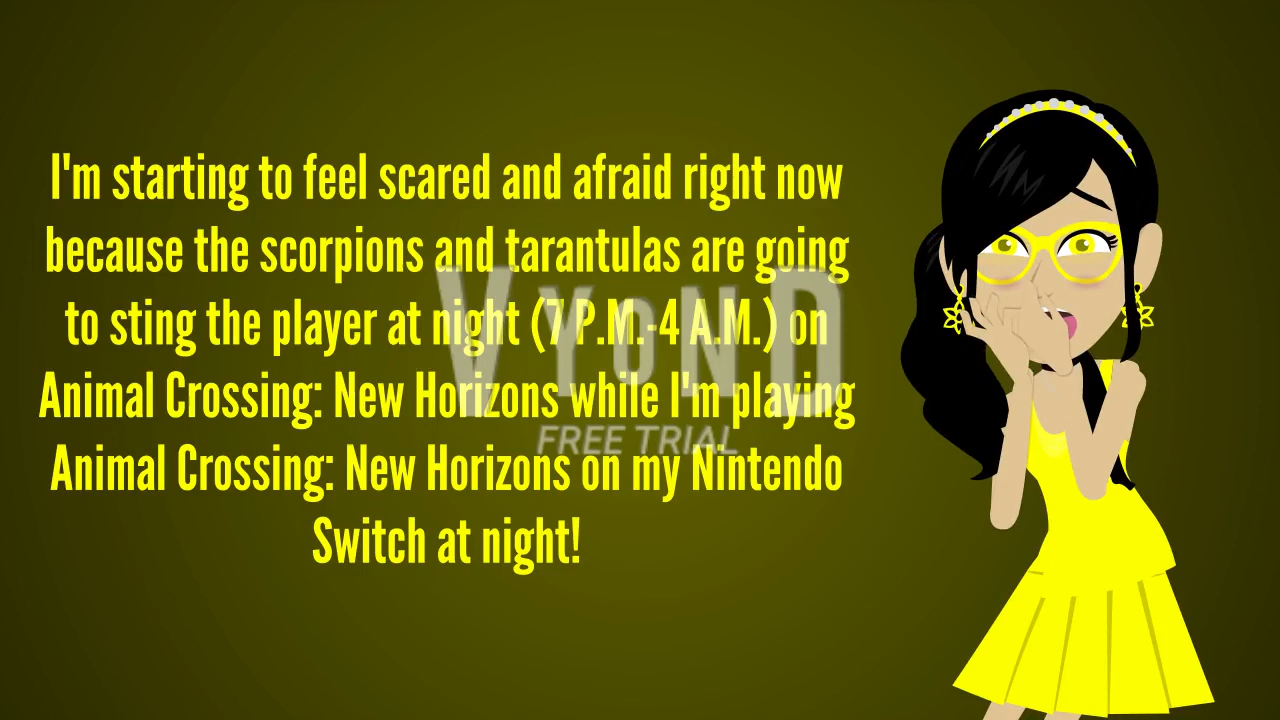 I'm starting to feel scared and afraid right now
because the scorpions and tarantulas are going
to sting the player at night (7 P.M.-4 A.M.) on
Animal Crossing: New Horizons while I'm playing
Animal Crossing: New Horizons on my Nintendo
Switch at night!
VYOND
FREE TRIAL